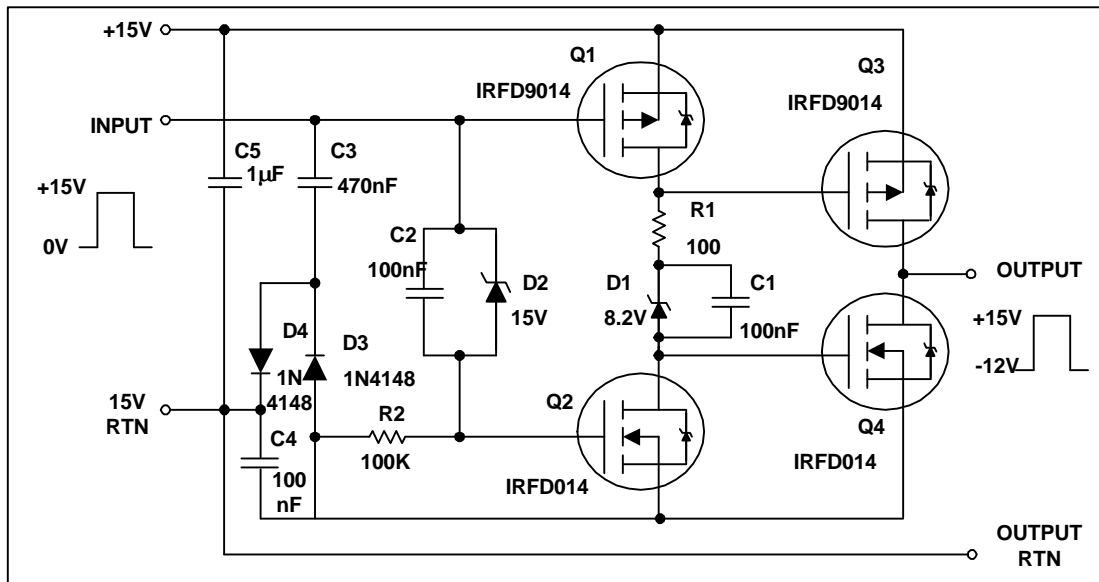 +15V
Q1
Q3
IRFD9014
IRFD9014
INPUT
C5
1µF
C3
470nF
+15V
0V
R1
100
C2
100nF
D2
15V
D1
8.2V
C1
100nF
OUTPUT
+15V
-12V
D4
1N
4148
D3
1N4148
15V
RTN
R2
100K
C4
100
nF
Q2
IRFD014
Q4
IRFD014
OUTPUT
RTN